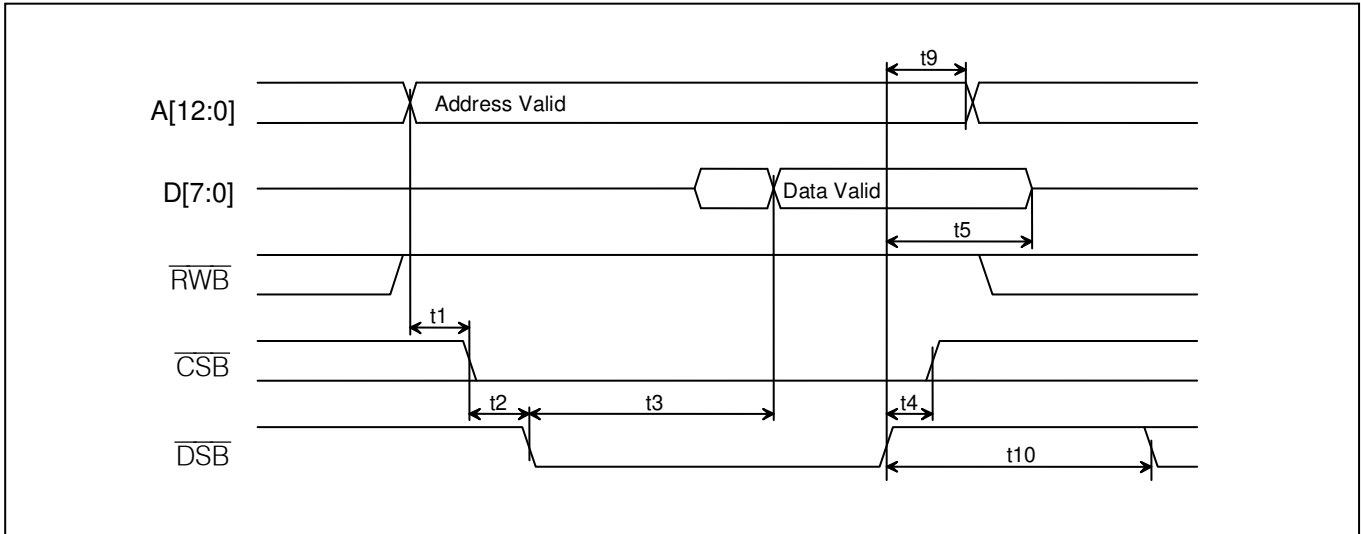 t9
A[12:0]
Address Valid
D[7:0]
Data Valid
t5
RWB
t1
CSB
t2
t3
t4
DSB
t10